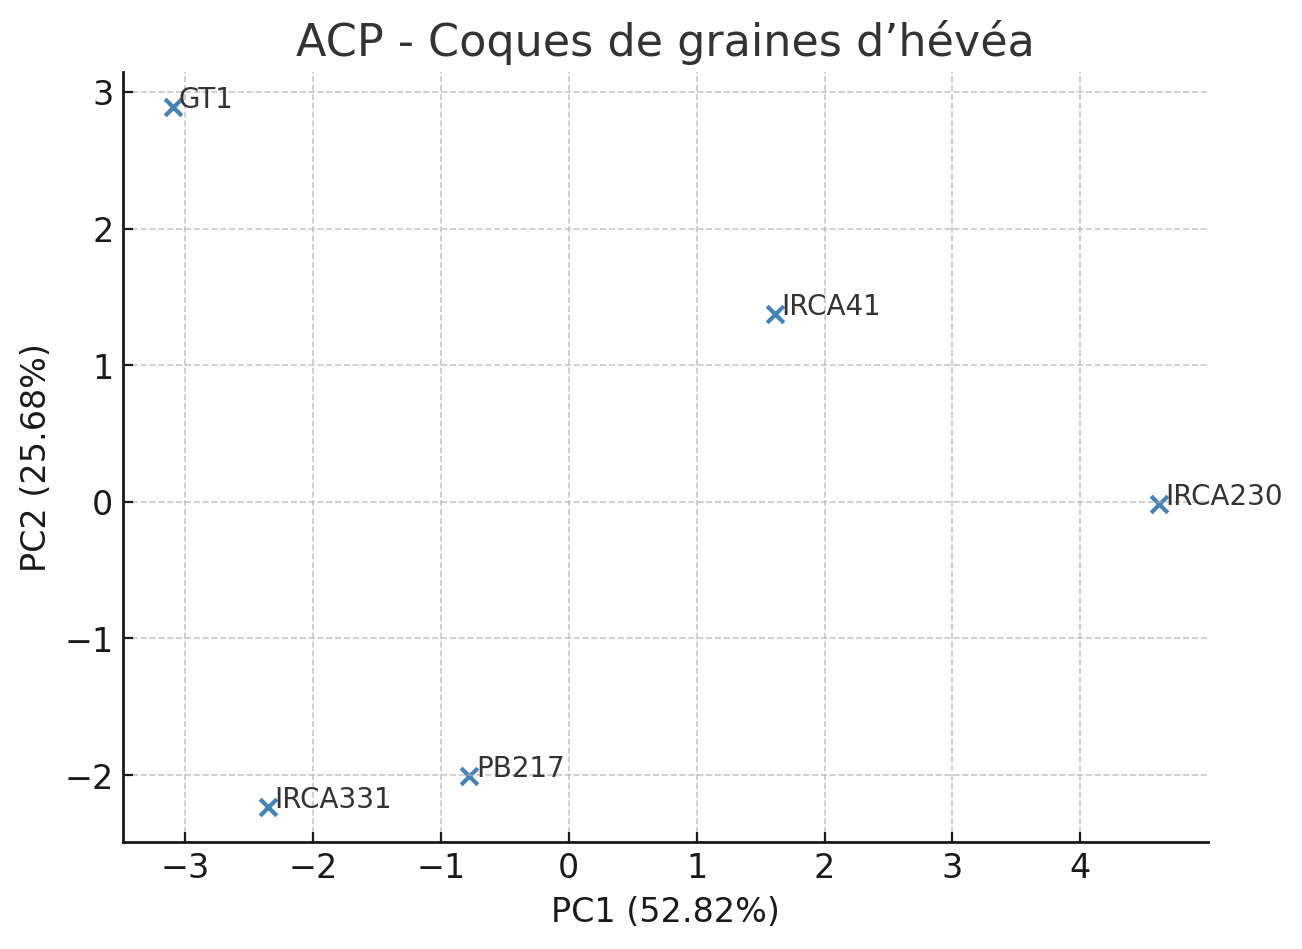 ACP - Coques de graines d’hévéa
3
GT1
2
IRCA41
1
PC2 (25.68%)
0
IRCA230
−1
PB217
−2
IRCA331
−3 −2 −1 0 1 2 3 4
PC1 (52.82%)